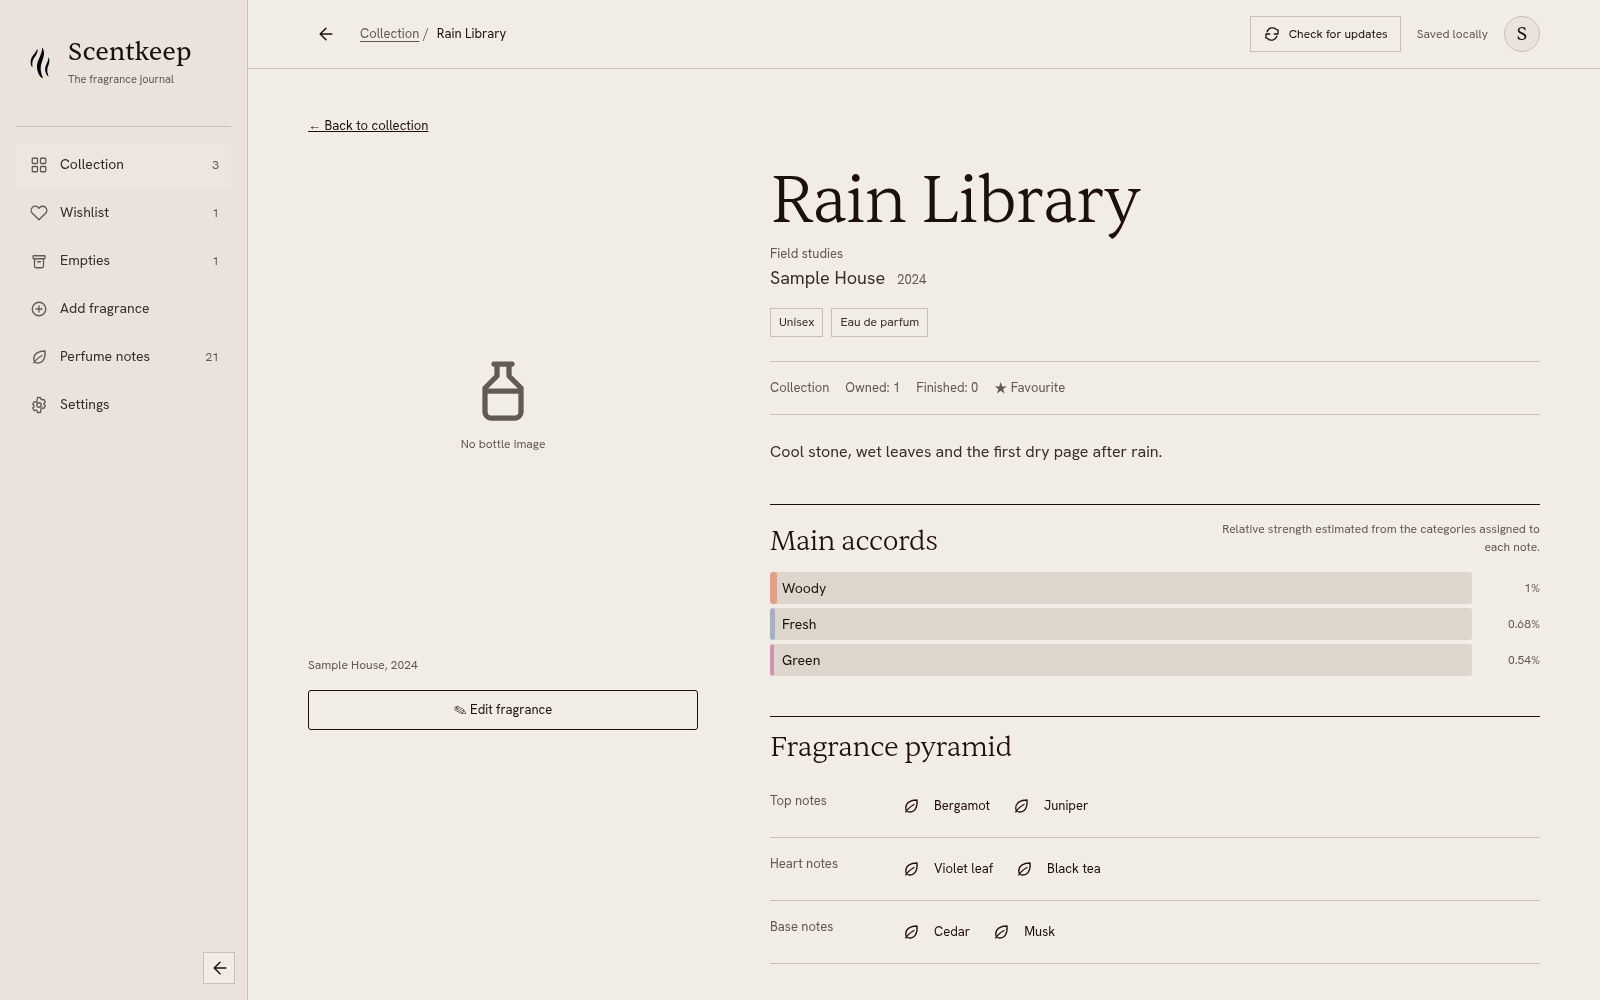 Scentkeep
The fragrance journal
Collection 3
Wishlist 1
Empties 1
Add fragrance
Perfume notes 21
Settings
Collection / Rain Library
Check for updates
Saved locally
S
← Back to collection
No bottle image
Sample House, 2024
✎ Edit fragrance
Rain Library
Field studies
Sample House 2024
Unisex
Eau de parfum
Collection Owned: 1 Finished: 0 ★ Favourite
Cool stone, wet leaves and the first dry page after rain.
Main accords
Relative strength estimated from the categories assigned to
each note.
Woody 1%
Fresh 0.68%
Green 0.54%
Fragrance pyramid
Top notes Bergamot Juniper
Heart notes Violet leaf Black tea
Base notes Cedar Musk